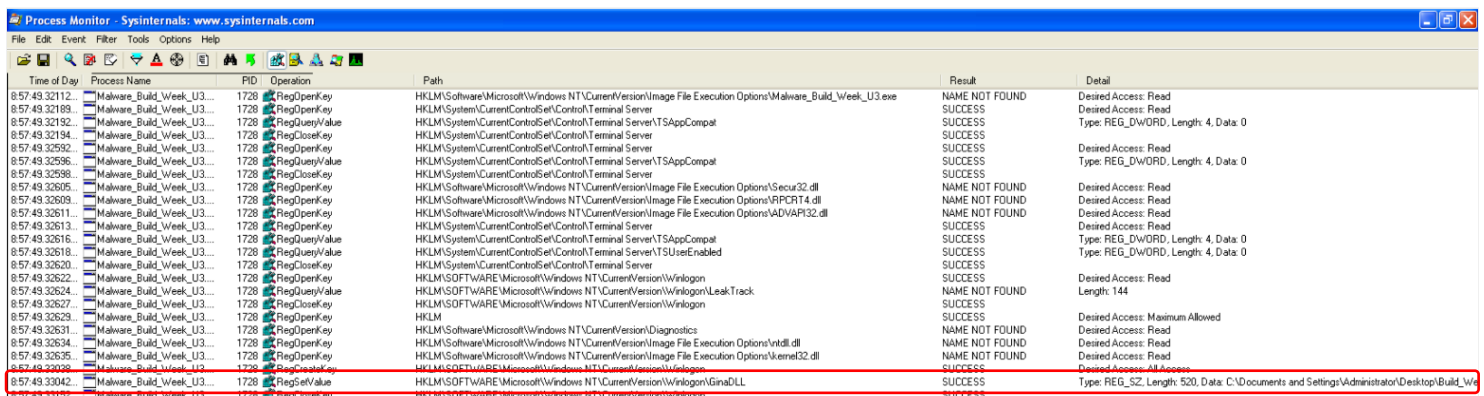 Process Monitor - Sysinternals: www.sysinternals.com
File Edit Event Filter Tools Options Help
Time of Day Process Name PID Operation Path Result Detail
8:57:49.32112... Malware_Build_Week_U3.... 1728 RegOpenKey HKLM\Software\Microsoft\Windows NT\CurrentVersion\Image File Execution Options\Malware_Build_Week_U3.exe NAME NOT FOUND Desired Access: Read
8:57:49.32189... Malware_Build_Week_U3.... 1728 RegOpenKey HKLM\System\CurrentControlSet\Control\Terminal Server SUCCESS Desired Access: Read
8:57:49.32192... Malware_Build_Week_U3.... 1728 RegQueryValue HKLM\System\CurrentControlSet\Control\Terminal Server\TSAppCompat SUCCESS Type: REG_DWORD, Length: 4, Data: 0
8:57:49.32194... Malware_Build_Week_U3.... 1728 RegCloseKey HKLM\System\CurrentControlSet\Control\Terminal Server SUCCESS
8:57:49.32592... Malware_Build_Week_U3.... 1728 RegOpenKey HKLM\System\CurrentControlSet\Control\Terminal Server SUCCESS Desired Access: Read
8:57:49.32596... Malware_Build_Week_U3.... 1728 RegQueryValue HKLM\System\CurrentControlSet\Control\Terminal Server\TSAppCompat SUCCESS Type: REG_DWORD, Length: 4, Data: 0
8:57:49.32598... Malware_Build_Week_U3.... 1728 RegCloseKey HKLM\System\CurrentControlSet\Control\Terminal Server SUCCESS
8:57:49.32605... Malware_Build_Week_U3.... 1728 RegOpenKey HKLM\Software\Microsoft\Windows NT\CurrentVersion\Image File Execution Options\Secur32.dll NAME NOT FOUND Desired Access: Read
8:57:49.32609... Malware_Build_Week_U3.... 1728 RegOpenKey HKLM\Software\Microsoft\Windows NT\CurrentVersion\Image File Execution Options\RPCRT4.dll NAME NOT FOUND Desired Access: Read
8:57:49.32611... Malware_Build_Week_U3.... 1728 RegOpenKey HKLM\Software\Microsoft\Windows NT\CurrentVersion\Image File Execution Options\ADVAPI32.dll NAME NOT FOUND Desired Access: Read
8:57:49.32613... Malware_Build_Week_U3.... 1728 RegOpenKey HKLM\System\CurrentControlSet\Control\Terminal Server SUCCESS Desired Access: Read
8:57:49.32616... Malware_Build_Week_U3.... 1728 RegQueryValue HKLM\System\CurrentControlSet\Control\Terminal Server\TSAppCompat SUCCESS Type: REG_DWORD, Length: 4, Data: 0
8:57:49.32618... Malware_Build_Week_U3.... 1728 RegQueryValue HKLM\System\CurrentControlSet\Control\Terminal Server\TSUserEnabled SUCCESS Type: REG_DWORD, Length: 4, Data: 0
8:57:49.32620... Malware_Build_Week_U3.... 1728 RegCloseKey HKLM\System\CurrentControlSet\Control\Terminal Server SUCCESS
8:57:49.32622... Malware_Build_Week_U3.... 1728 RegOpenKey HKLM\SOFTWARE\Microsoft\Windows NT\CurrentVersion\Winlogon SUCCESS Desired Access: Read
8:57:49.32624... Malware_Build_Week_U3.... 1728 RegQueryValue HKLM\SOFTWARE\Microsoft\Windows NT\CurrentVersion\Winlogon\LeakTrack NAME NOT FOUND Length: 144
8:57:49.32627... Malware_Build_Week_U3.... 1728 RegCloseKey HKLM\SOFTWARE\Microsoft\Windows NT\CurrentVersion\Winlogon SUCCESS
8:57:49.32629... Malware_Build_Week_U3.... 1728 RegOpenKey HKLM SUCCESS Desired Access: Maximum Allowed
8:57:49.32631... Malware_Build_Week_U3.... 1728 RegOpenKey HKLM\Software\Microsoft\Windows NT\CurrentVersion\Diagnostics NAME NOT FOUND Desired Access: Read
8:57:49.32634... Malware_Build_Week_U3.... 1728 RegOpenKey HKLM\Software\Microsoft\Windows NT\CurrentVersion\Image File Execution Options\ntdll.dll NAME NOT FOUND Desired Access: Read
8:57:49.32635... Malware_Build_Week_U3.... 1728 RegOpenKey HKLM\Software\Microsoft\Windows NT\CurrentVersion\Image File Execution Options\kernel32.dll NAME NOT FOUND Desired Access: Read
8:57:49.33038... Malware_Build_Week_U3.... 1728 RegCreateKey HKLM\SOFTWARE\Microsoft\Windows NT\CurrentVersion\Winlogon SUCCESS Desired Access: All Access
8:57:49.33042... Malware_Build_Week_U3.... 1728 RegSetValue HKLM\SOFTWARE\Microsoft\Windows NT\CurrentVersion\Winlogon\GinaDLL SUCCESS Type: REG_SZ, Length: 520, Data: C:\Documents and Settings\Administrator\Desktop\Build_We